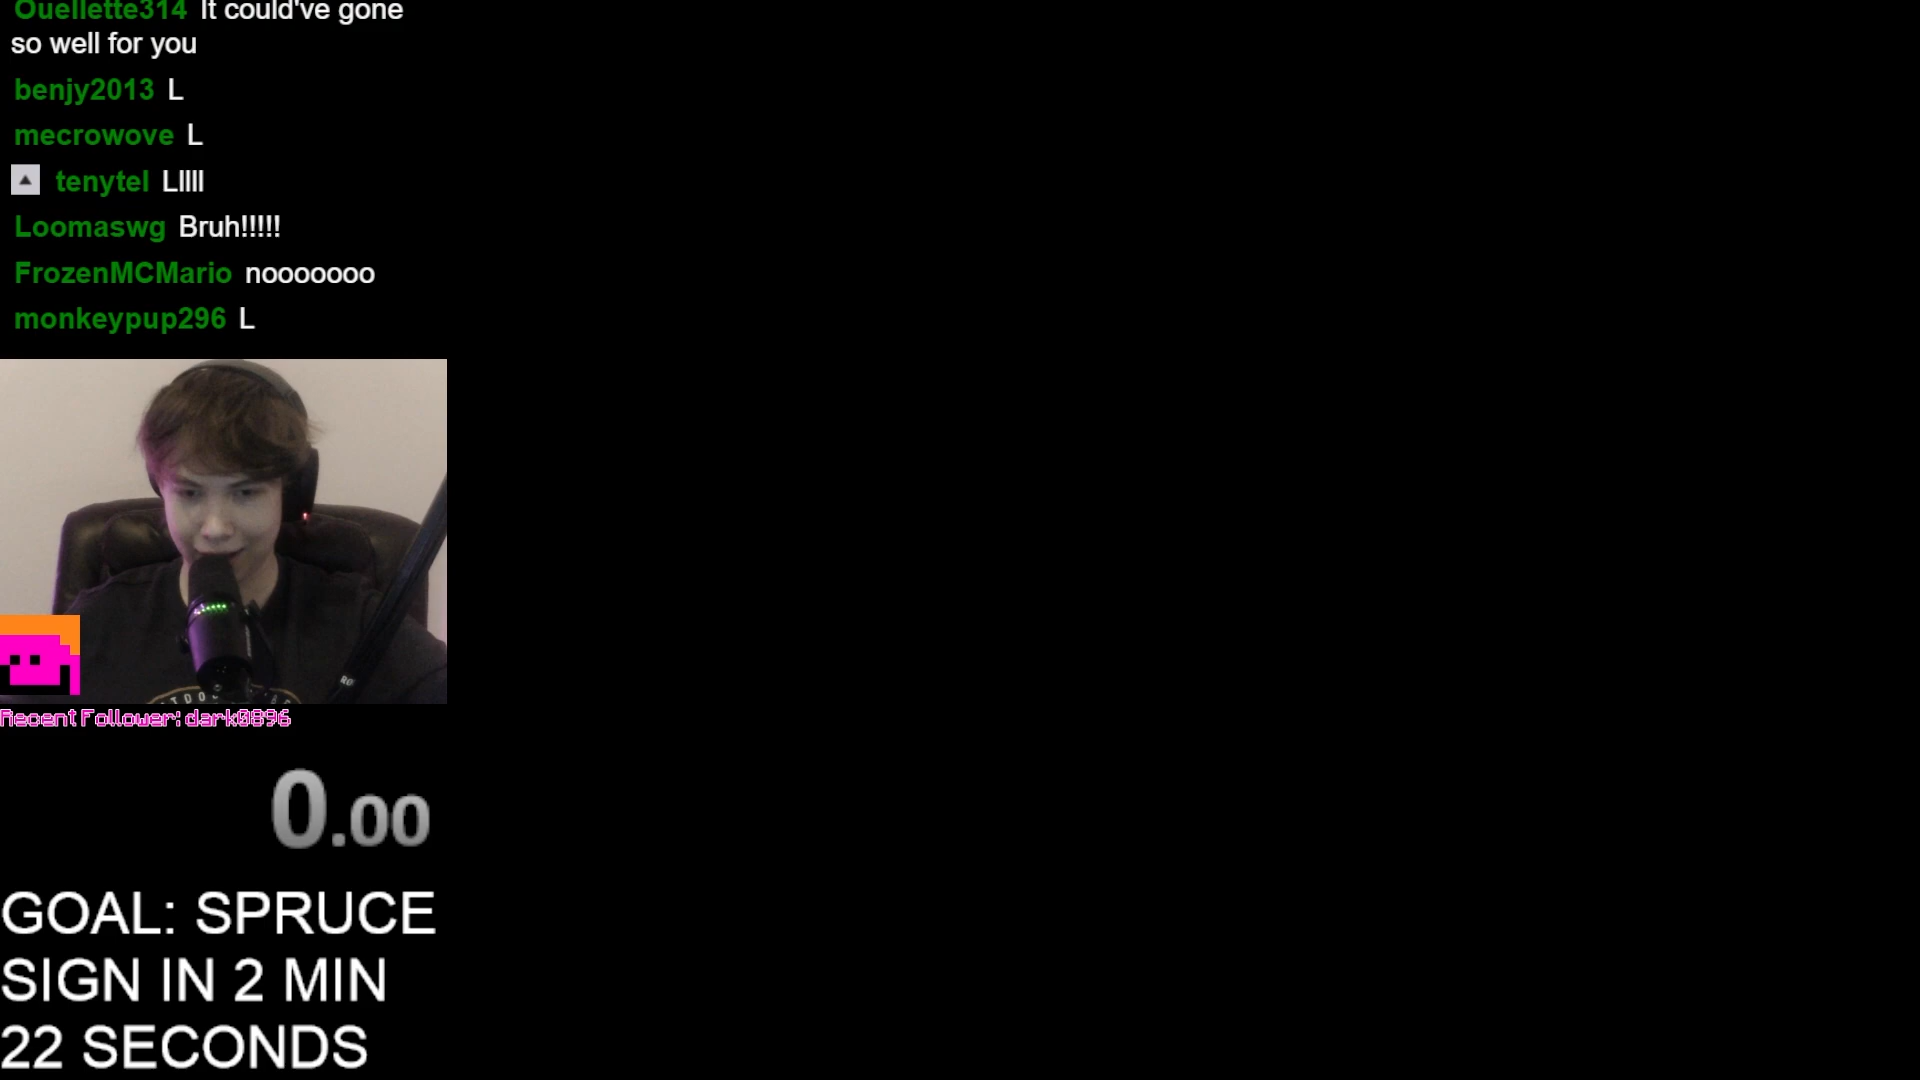 Ouellette314 It could've gone
so well for you
benjy2013 L
mecrowove L
tenytel Lllll
Loomaswg Bruh!!!!!
FrozenMCMario nooooooo
monkeypup296 L
Recent Follower: dark0896
0.00
GOAL: SPRUCE
SIGN IN 2 MIN
22 SECONDS